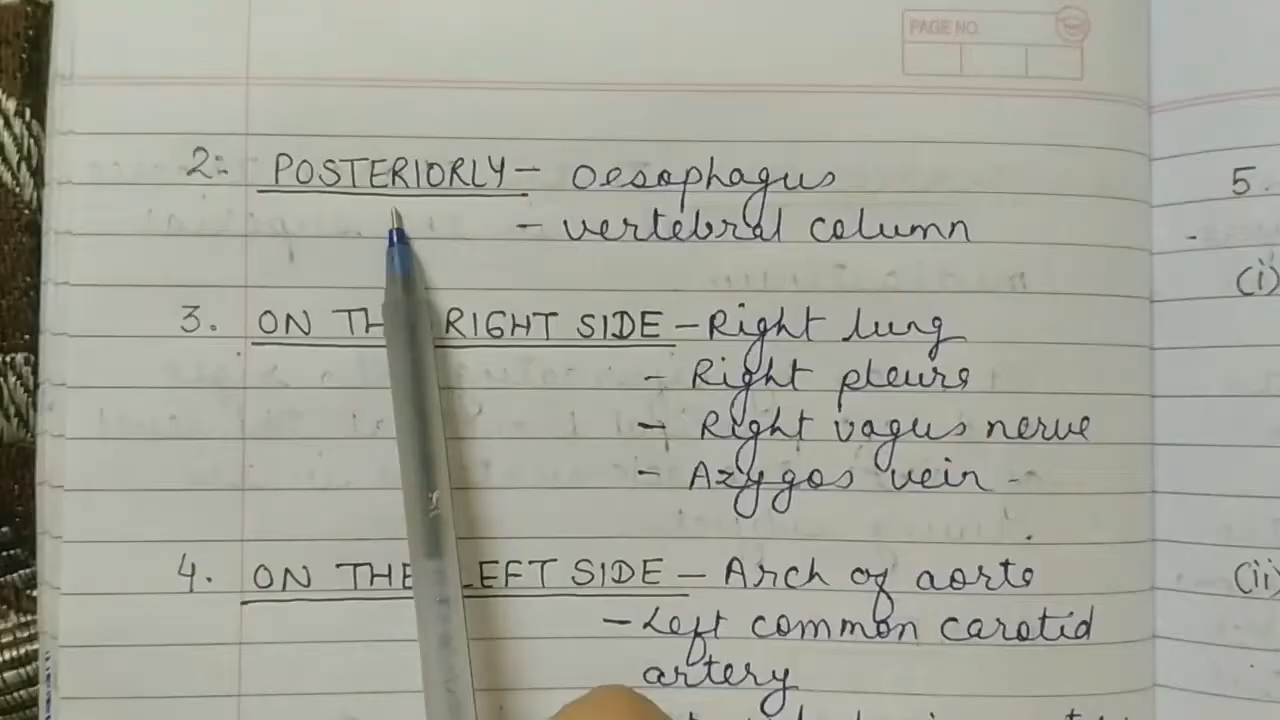 PAGE NO.
2: POSTERIORLY - Oesophagus
- vertebral column
3. ON THE RIGHT SIDE - Right lung
- Right pleura
- Right vagus nerve
- Azygos vein -
4. ON THE LEFT SIDE - Arch of aorta
- Left common carotid
artery
5.
(i)
(ii)